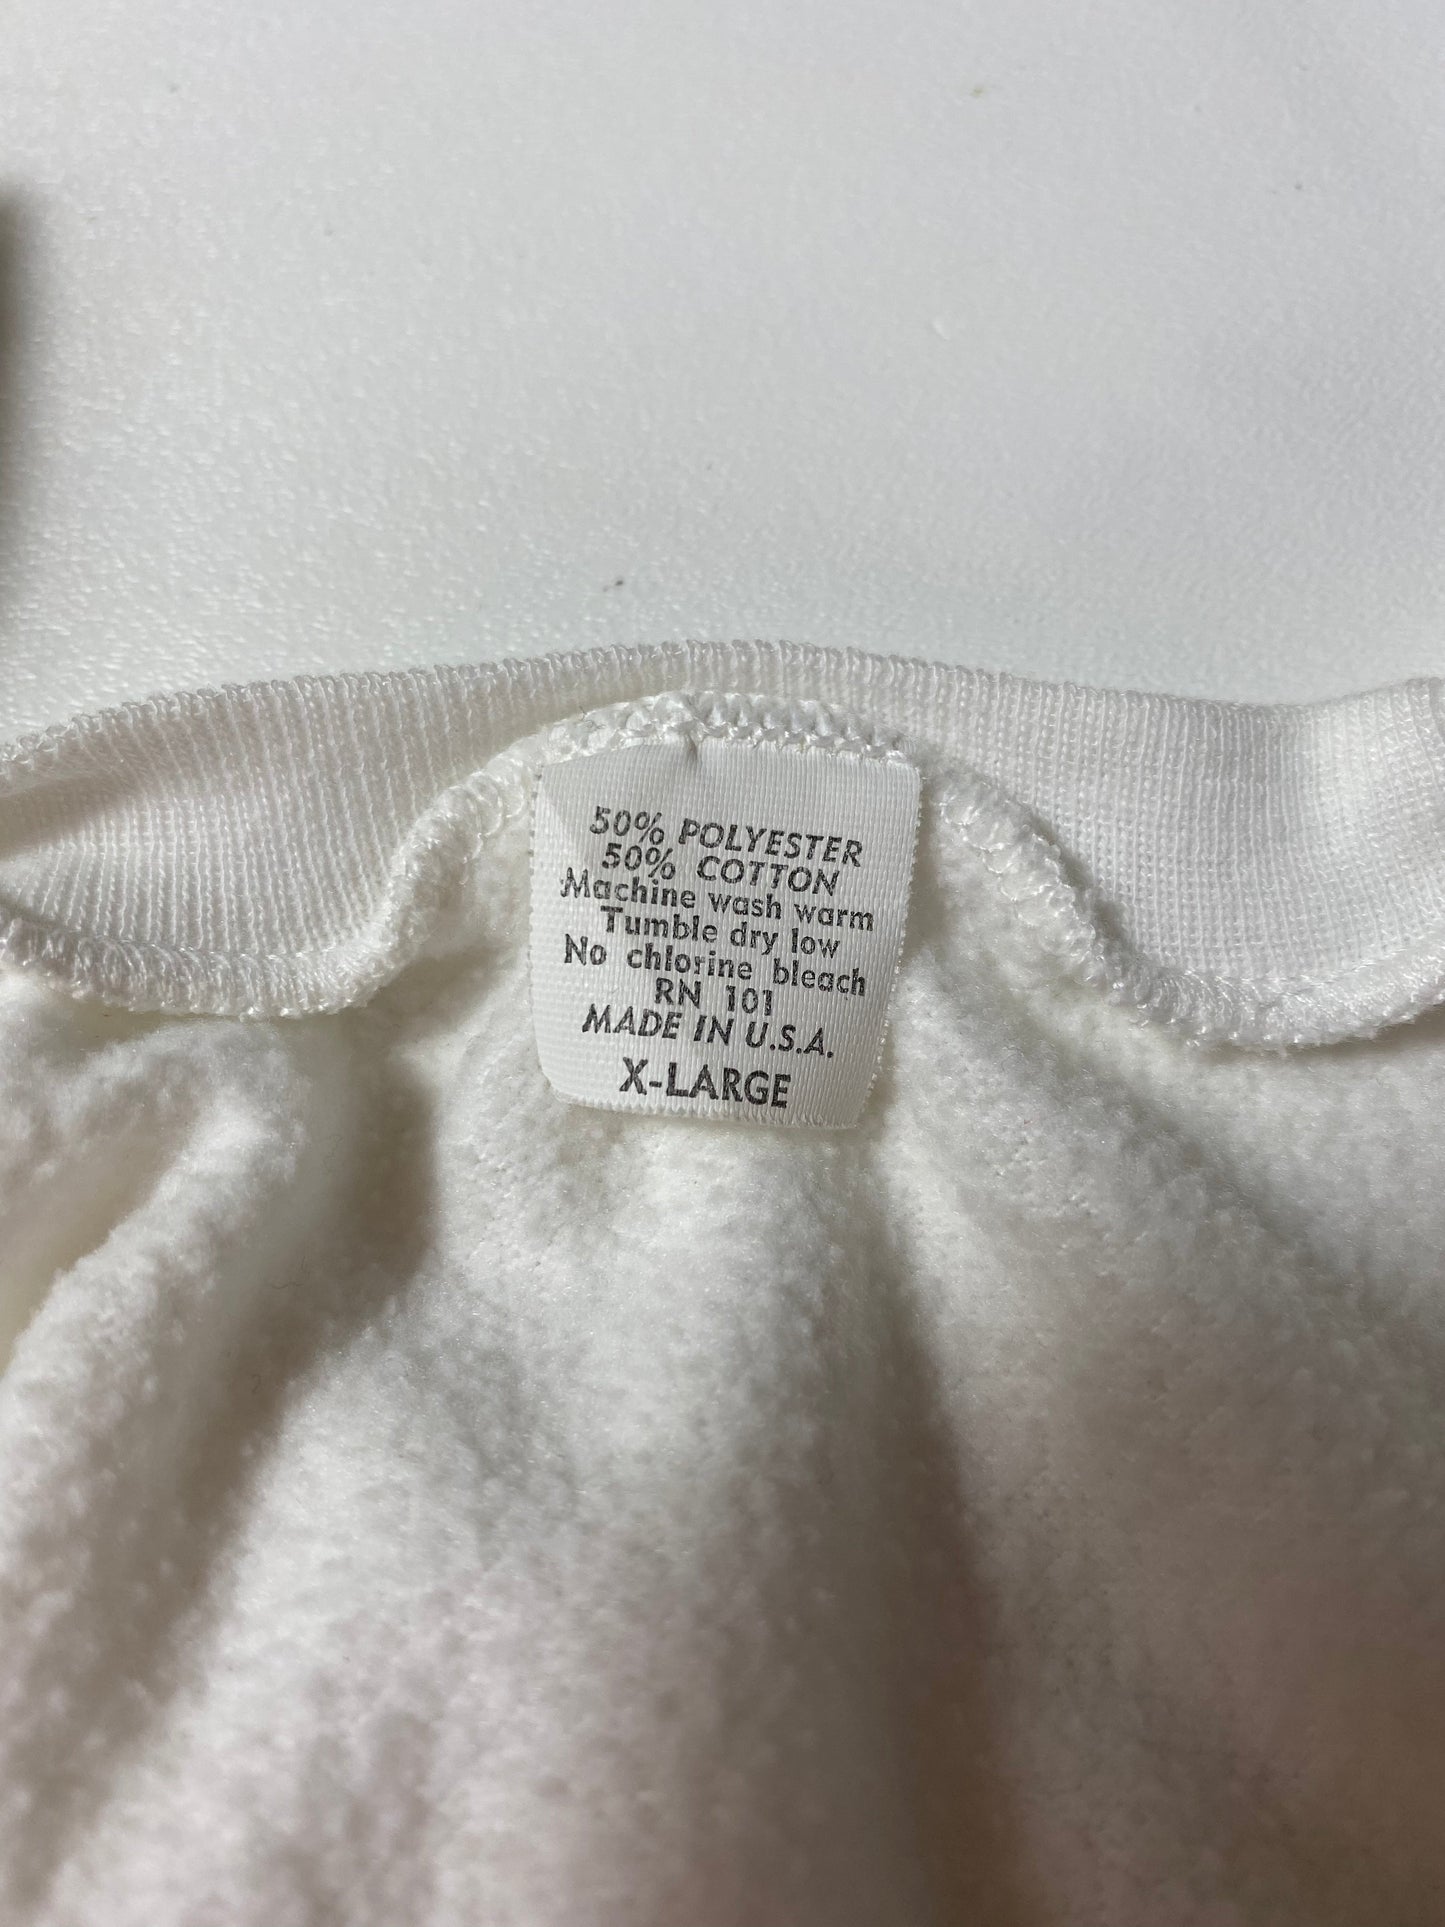 50% POLYESTER
50% COTTON
Machine wash warm
Tumble dry low
No chlorine bleach
RN 101
MADE IN U.S.A.
X-LARGE